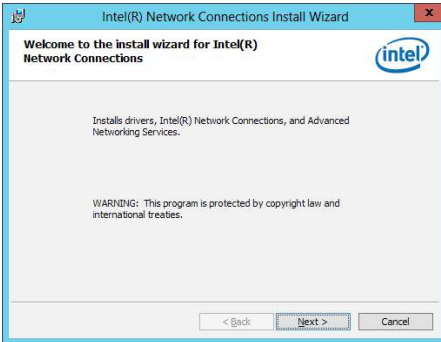 Intel(R) Network Connections Install Wizard
x
Welcome to the install wizard for Intel(R)
Network Connections
intel
Installs drivers, Intel(R) Network Connections, and Advanced
Networking Services.
WARNING: This program is protected by copyright law and
international treaties.
< Back
Next >
Cancel